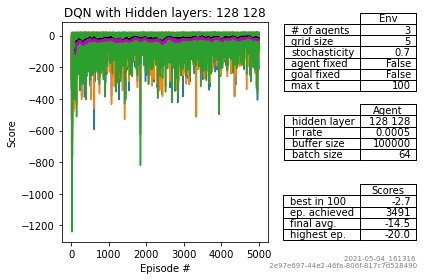 DQN with Hidden layers: 128 128
Score
0
-200
-400
-600
-800
-1000
-1200
0 1000 2000 3000 4000 5000
Episode #
Env
# of agents 3
grid size 5
stochasticity 0.7
agent fixed False
goal fixed False
max t 100
Agent
hidden layer 128 128
lr rate 0.0005
buffer size 100000
batch size 64
Scores
best in 100 -2.7
ep. achieved 3491
final avg. -14.5
highest ep. -20.0
2021-05-04_161316
2e97e697-44e2-46fa-806f-817c7d528490